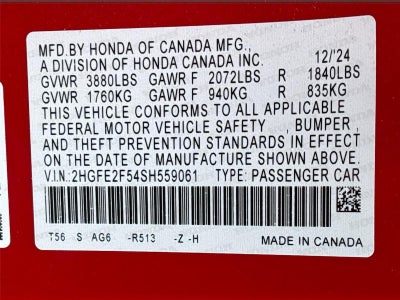 MFD.BY HONDA OF CANADA MFG.,
A DIVISION OF HONDA CANADA INC. 12/'24
GVWR 3880LBS GAWR F 2072LBS R 1840LBS
GVWR 1760KG GAWR F 940KG R 835KG
THIS VEHICLE CONFORMS TO ALL APPLICABLE
FEDERAL MOTOR VEHICLE SAFETY , BUMPER ,
AND THEFT PREVENTION STANDARDS IN EFFECT
ON THE DATE OF MANUFACTURE SHOWN ABOVE.
V.I.N:2HGFE2F54SH559061 TYPE: PASSENGER CAR
T56 S AG6 -R513 -Z -H MADE IN CANADA